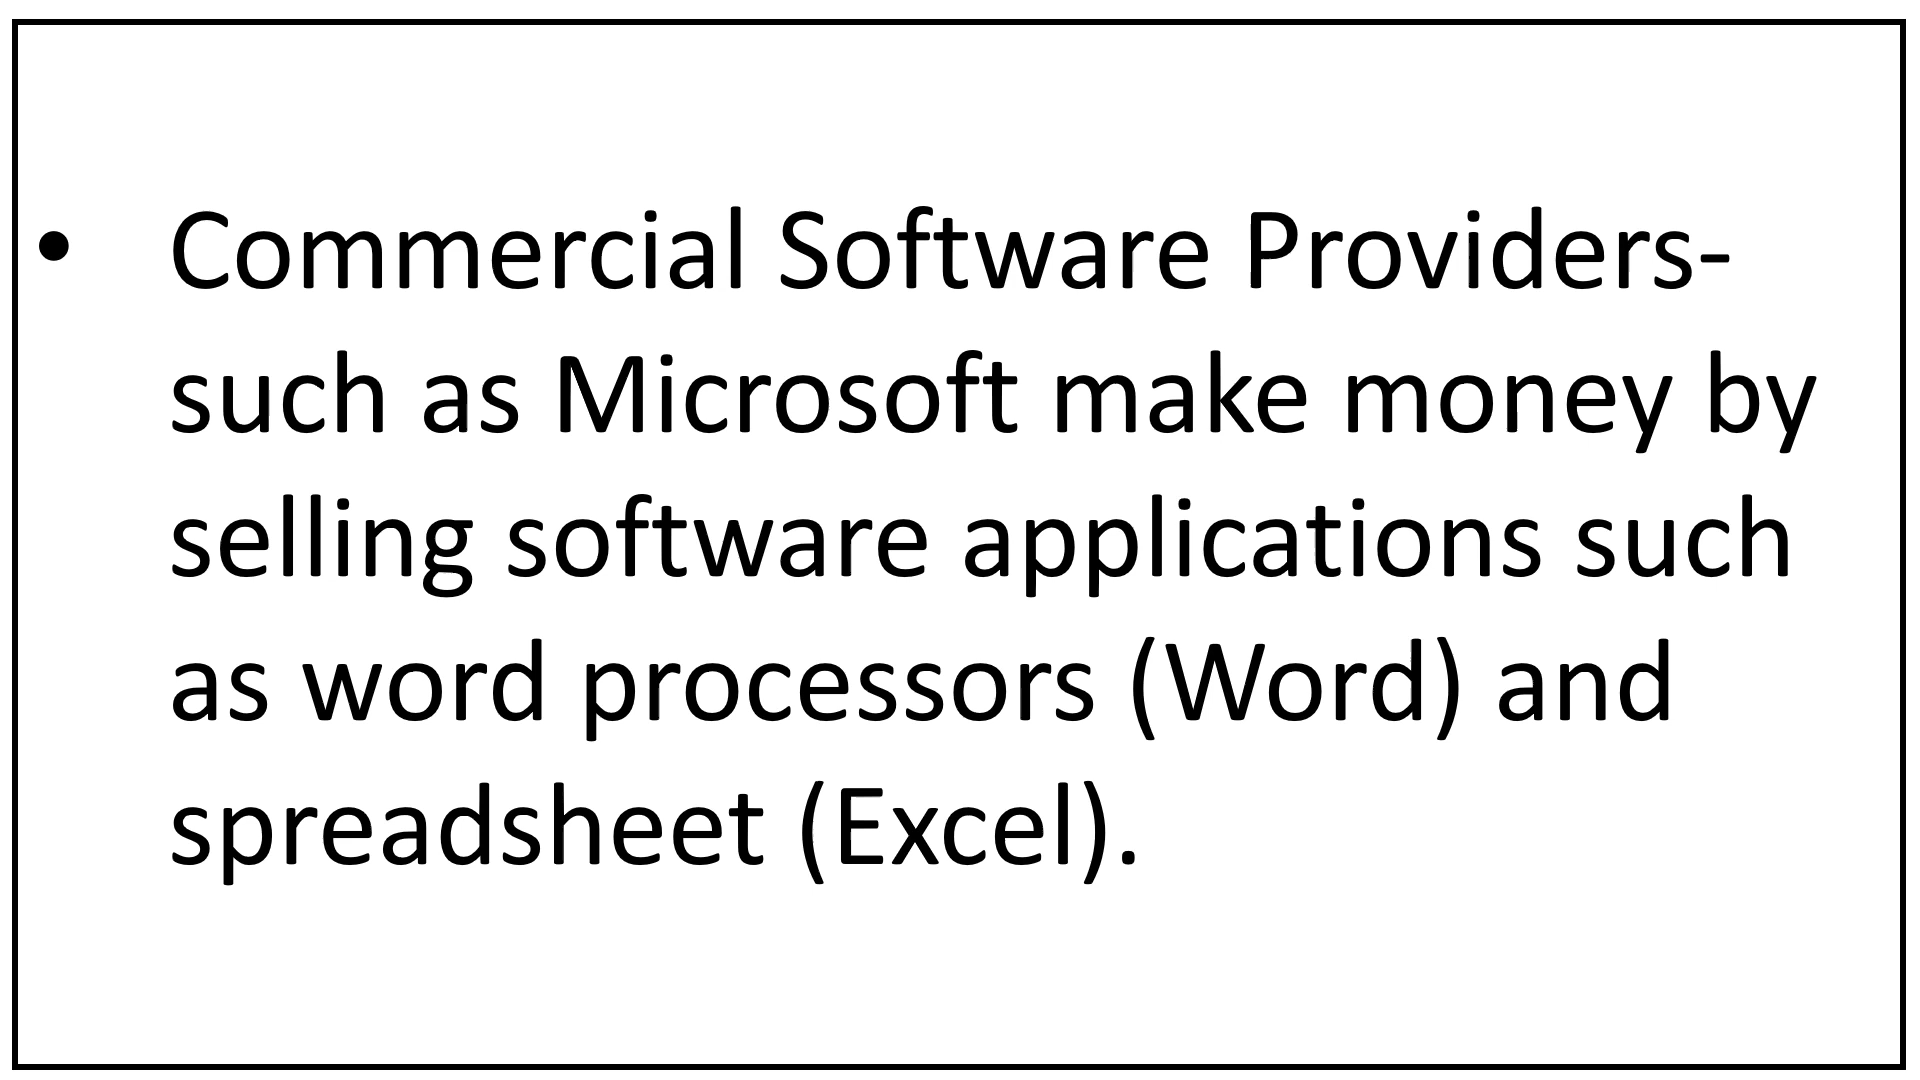 • Commercial Software Providers-
such as Microsoft make money by
selling software applications such
as word processors (Word) and
spreadsheet (Excel).